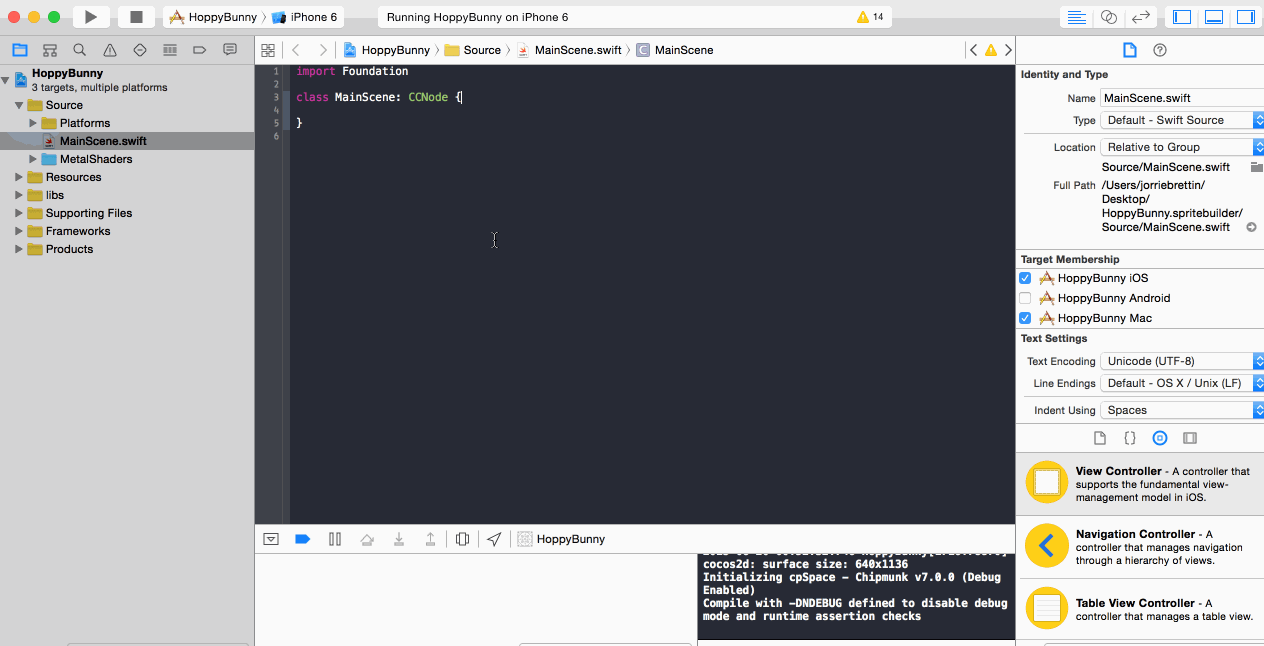 HoppyBunny iPhone 6 Running HoppyBunny on iPhone 6 14
HoppyBunny Source MainScene.swift MainScene
HoppyBunny
3 targets, multiple platforms
Source
Platforms
MainScene.swift
MetalShaders
Resources
libs
Supporting Files
Frameworks
Products
1 import Foundation
2
3 class MainScene: CCNode {
4
5 }
6
HoppyBunny
cocos2d: surface size: 640x1136
Initializing cpSpace - Chipmunk v7.0.0 (Debug
Enabled)
Compile with -DNDEBUG defined to disable debug
mode and runtime assertion checks
Identity and Type
Name MainScene.swift
Type Default - Swift Source
Location Relative to Group
Source/MainScene.swift
Full Path /Users/jorriebrettin/
Desktop/
HoppyBunny.spritebuilder/
Source/MainScene.swift
Target Membership
HoppyBunny iOS
HoppyBunny Android
HoppyBunny Mac
Text Settings
Text Encoding Unicode (UTF-8)
Line Endings Default - OS X / Unix (LF)
Indent Using Spaces
View Controller - A controller that
supports the fundamental view-
management model in iOS.
Navigation Controller - A
controller that manages navigation
through a hierarchy of views.
Table View Controller - A
controller that manages a table view.